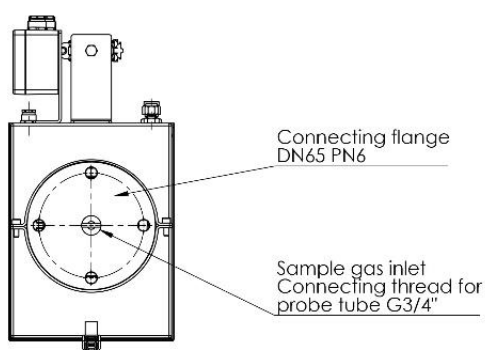 Connecting flange
DN65 PN6
Sample gas inlet
Connecting thread for
probe tube G3/4"